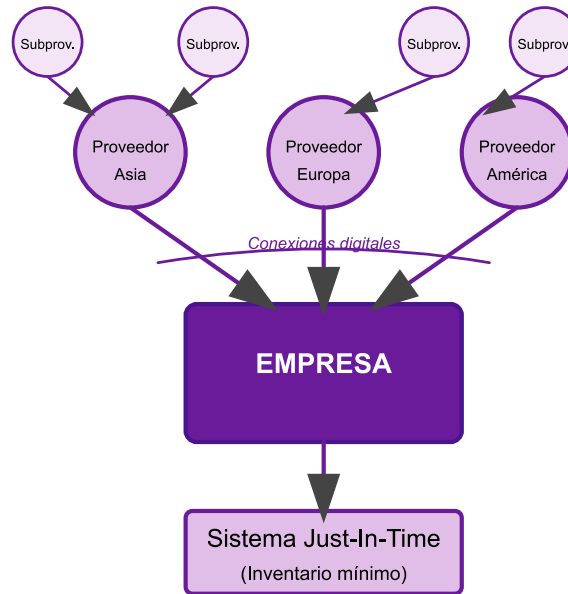 Subprov.
Subprov.
Subprov.
Subprov
Proveedor
Asia
Proveedor
Europa
Proveedor
América
Conexiones digitales
EMPRESA
Sistema Just-In-Time
(Inventario mínimo)